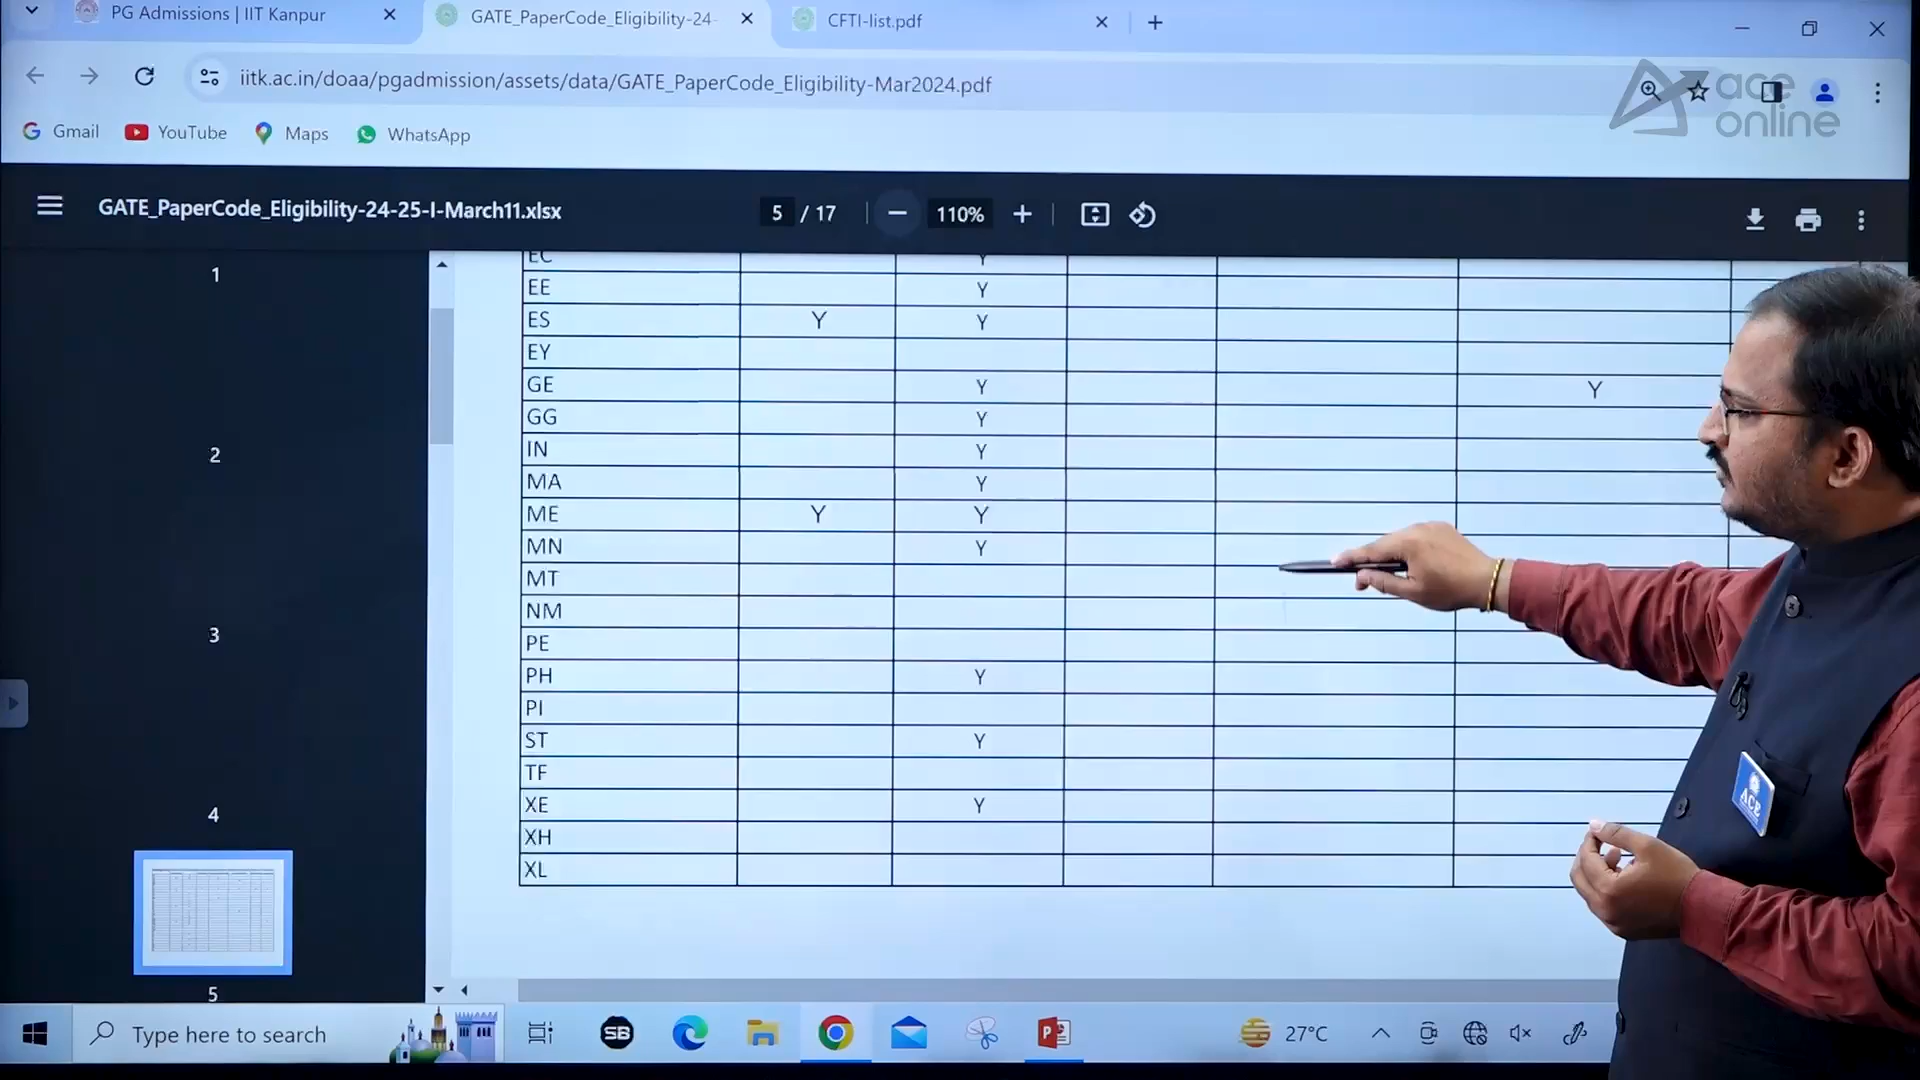 PG Admissions | IIT Kanpur
GATE_PaperCode_Eligibility-24-
CFTI-list.pdf
iitk.ac.in/doaa/pgadmission/assets/data/GATE_PaperCode_Eligibility-Mar2024.pdf
ace online
Gmail YouTube Maps WhatsApp
GATE_PaperCode_Eligibility-24-25-I-March11.xlsx
5 / 17
110%
1
2
3
4
5
EC Y
EE Y
ES Y Y
EY
GE Y Y
GG Y
IN Y
MA Y
ME Y Y
MN Y
MT
NM
PE
PH Y
PI
ST Y
TF
XE Y
XH
XL
ACE
Type here to search
SB
27°C